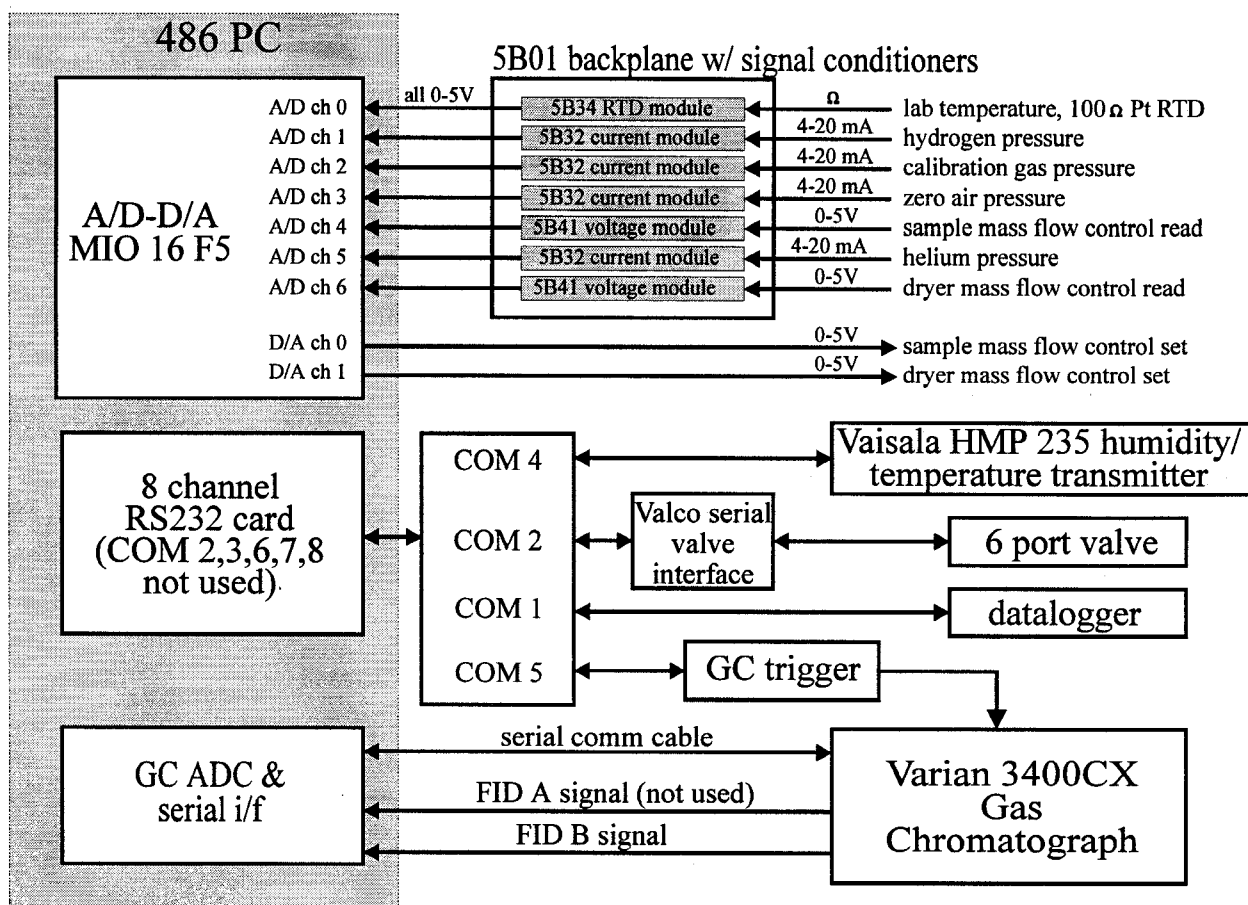 486 PC
5B01 backplane w/ signal conditioners
A/D-D/A
MIO 16 F5
A/D ch 0
all 0-5V
5B34 RTD module
Ω
lab temperature, 100 Ω Pt RTD
A/D ch 1
5B32 current module
4-20 mA
hydrogen pressure
A/D ch 2
5B32 current module
4-20 mA
calibration gas pressure
A/D ch 3
5B32 current module
4-20 mA
zero air pressure
A/D ch 4
5B41 voltage module
0-5V
sample mass flow control read
A/D ch 5
5B32 current module
4-20 mA
helium pressure
A/D ch 6
5B41 voltage module
0-5V
dryer mass flow control read
D/A ch 0
0-5V
sample mass flow control set
D/A ch 1
0-5V
dryer mass flow control set
8 channel
RS232 card
(COM 2,3,6,7,8
not used)
COM 4
Vaisala HMP 235 humidity/
temperature transmitter
COM 2
Valco serial
valve
interface
6 port valve
COM 1
datalogger
COM 5
GC trigger
GC ADC &
serial i/f
serial comm cable
FID A signal (not used)
FID B signal
Varian 3400CX
Gas
Chromatograph